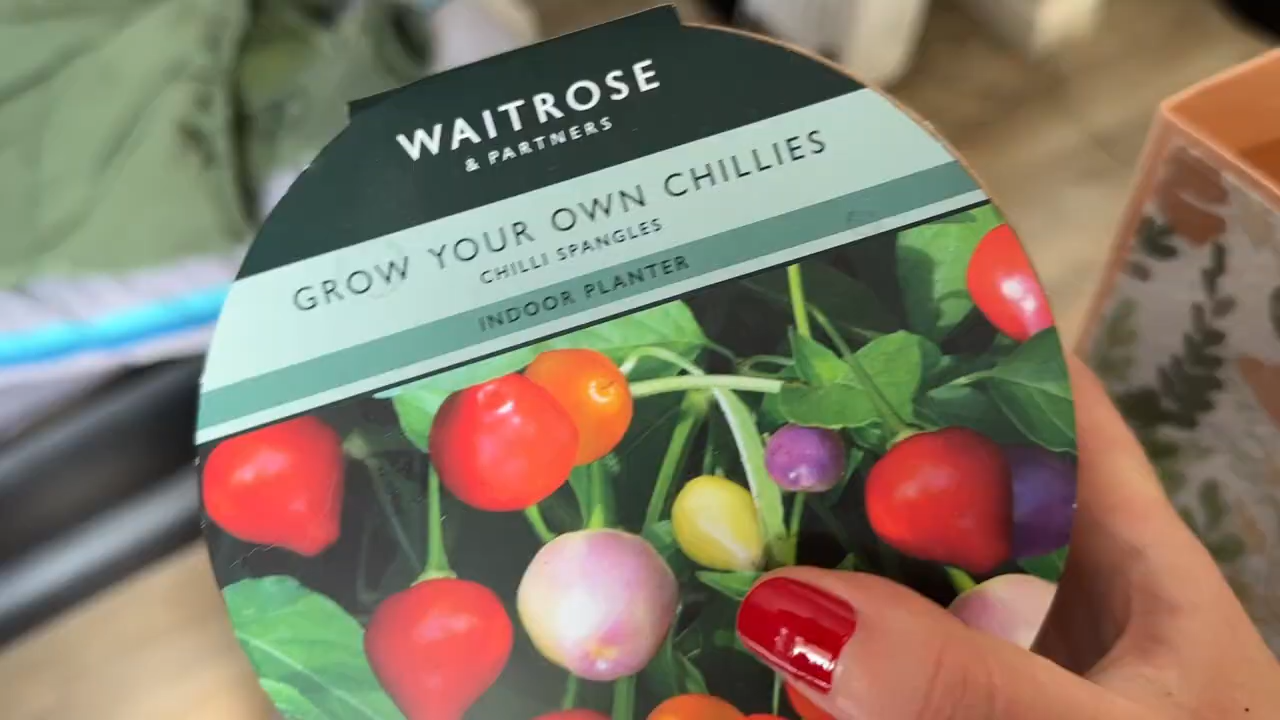 WAITROSE
& PARTNERS
GROW YOUR OWN CHILLIES
CHILLI SPANGLES
INDOOR PLANTER